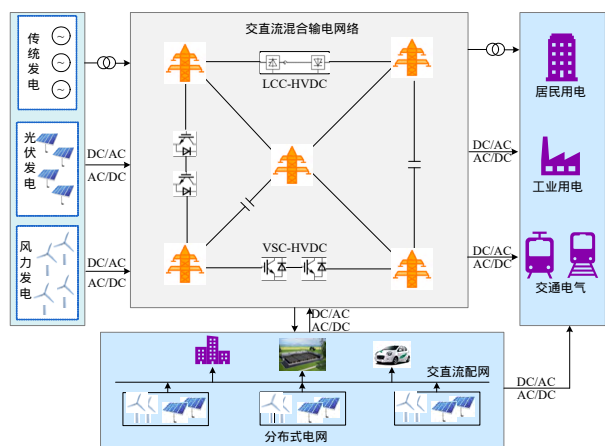 传统发电
光伏发电
风力发电
DC/AC
AC/DC
DC/AC
AC/DC
交直流混合输电网络
LCC-HVDC
VSC-HVDC
DC/AC
AC/DC
DC/AC
AC/DC
居民用电
工业用电
交通电气
DC/AC
AC/DC
交直流配网
分布式电网
DC/AC
AC/DC